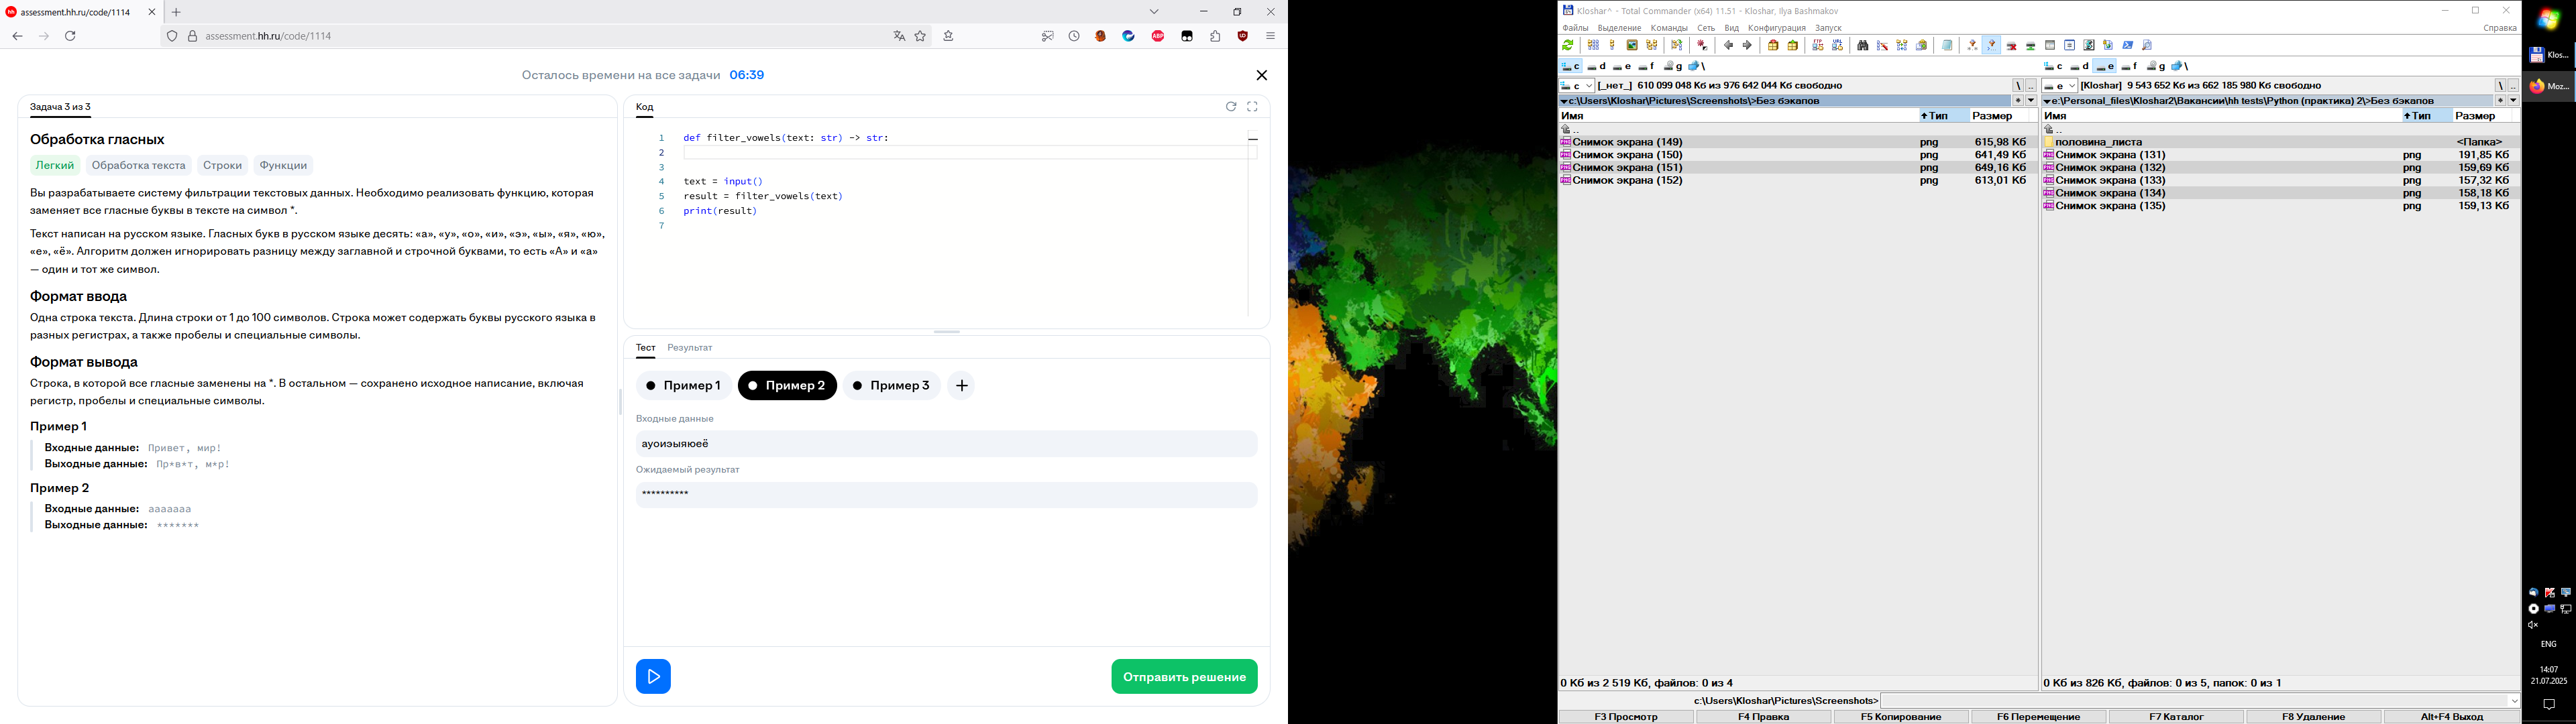 assessment.hh.ru/code/1114
assessment.hh.ru/code/1114
Осталось времени на все задачи 06:39
Задача 3 из 3
Обработка гласных
Легкий Обработка текста Строки Функции
Вы разрабатываете систему фильтрации текстовых данных. Необходимо реализовать функцию, которая
заменяет все гласные буквы в тексте на символ *.
Текст написан на русском языке. Гласных букв в русском языке десять: «а», «у», «о», «и», «э», «ы», «я», «ю»,
«е», «ё». Алгоритм должен игнорировать разницу между заглавной и строчной буквами, то есть «А» и «а»
— один и тот же символ.
Формат ввода
Одна строка текста. Длина строки от 1 до 100 символов. Строка может содержать буквы русского языка в
разных регистрах, а также пробелы и специальные символы.
Формат вывода
Строка, в которой все гласные заменены на *. В остальном — сохранено исходное написание, включая
регистр, пробелы и специальные символы.
Пример 1
Входные данные: Привет, мир!
Выходные данные: Пр*в*т, м*р!
Пример 2
Входные данные: ааааааа
Выходные данные: *******
Код
1 def filter_vowels(text: str) -> str:
2
3
4 text = input()
5 result = filter_vowels(text)
6 print(result)
7
Тест Результат
Пример 1 Пример 2 Пример 3
Входные данные
ауоиэыяюеё
Ожидаемый результат
**********
Отправить решение
Kloshar^ - Total Commander (x64) 11.51 - Kloshar, Ilya Bashmakov
Файлы Выделение Команды Сеть Вид Конфигурация Запуск Справка
c d e f g \
c [_нет_] 610 099 048 Кб из 976 642 044 Кб свободно \ ..
c:\Users\Kloshar\Pictures\Screenshots\>Без бэкапов * ▼
Имя Тип Размер
..
Снимок экрана (149) png 615,98 Кб
Снимок экрана (150) png 641,49 Кб
Снимок экрана (151) png 649,16 Кб
Снимок экрана (152) png 613,01 Кб
0 Кб из 2 519 Кб, файлов: 0 из 4
c d e f g \
e [Kloshar] 9 543 652 Кб из 662 185 980 Кб свободно \ ..
e:\Personal_files\Kloshar2\Вакансии\hh tests\Python (практика) 2\>Без бэкапов * ▼
Имя Тип Размер
..
половина_листа <Папка>
Снимок экрана (131) png 191,85 Кб
Снимок экрана (132) png 159,69 Кб
Снимок экрана (133) png 157,32 Кб
Снимок экрана (134) png 158,18 Кб
Снимок экрана (135) png 159,13 Кб
0 Кб из 826 Кб, файлов: 0 из 5, папок: 0 из 1
c:\Users\Kloshar\Pictures\Screenshots>
F3 Просмотр F4 Правка F5 Копирование F6 Перемещение F7 Каталог F8 Удаление Alt+F4 Выход
Klos...
Moz...
ENG
14:07
21.07.2025